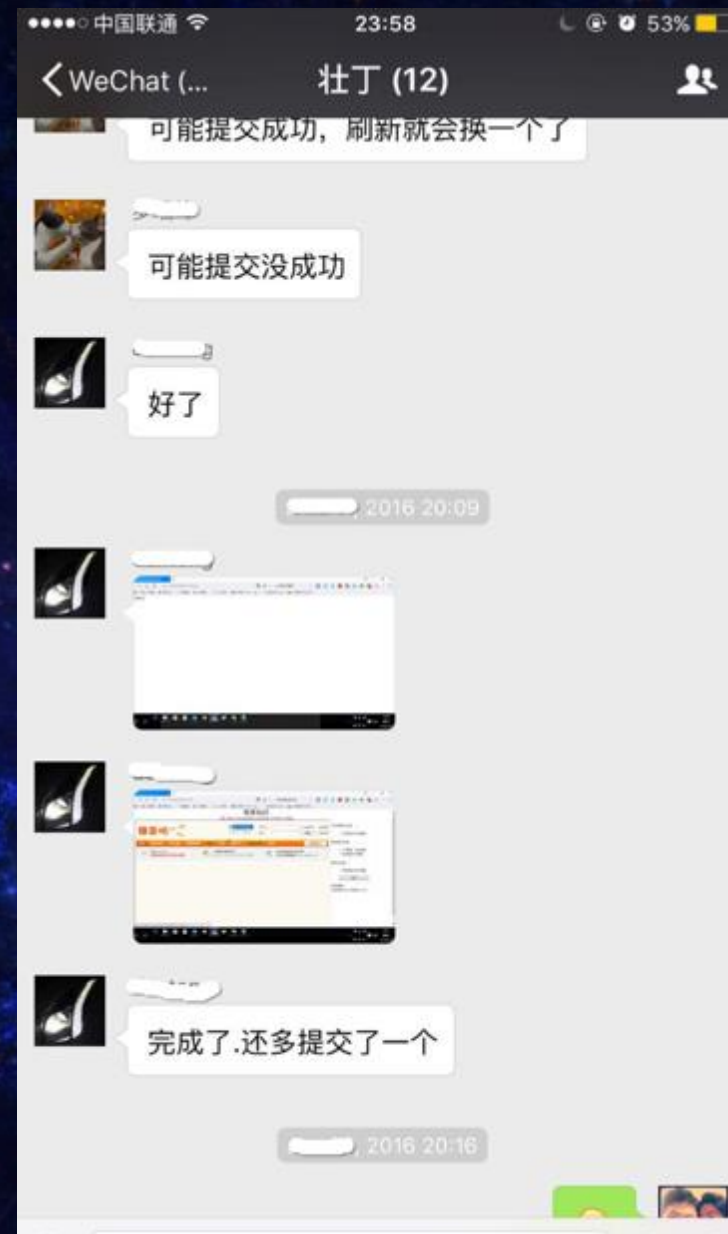 中国联通 23:58 53%
WeChat (... 壮丁 (12)
可能提交成功，刷新就会换一个了
可能提交没成功
好了
, 2016 20:09
完成了.还多提交了一个
, 2016 20:16